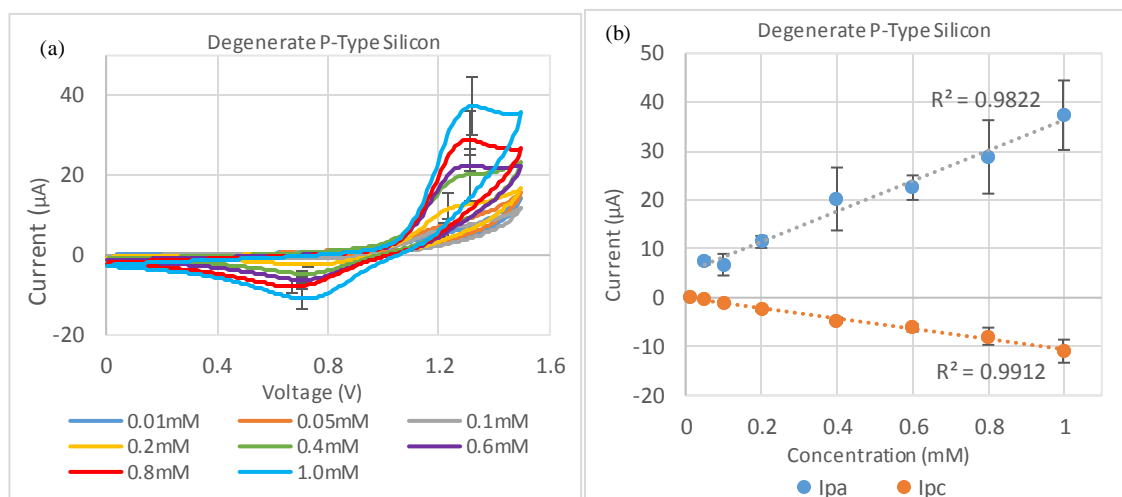 (a)
Degenerate P-Type Silicon
Current (µA)
60
40
20
0
-20
0
0.4
0.8
1.2
1.6
Voltage (V)
0.01mM
0.05mM
0.1mM
0.2mM
0.4mM
0.6mM
0.8mM
1.0mM
(b)
Degenerate P-Type Silicon
Current (µA)
50
40
30
20
10
0
-10
-20
R² = 0.9822
R² = 0.9912
0
0.2
0.4
0.6
0.8
1
Concentration (mM)
Ipa
Ipc